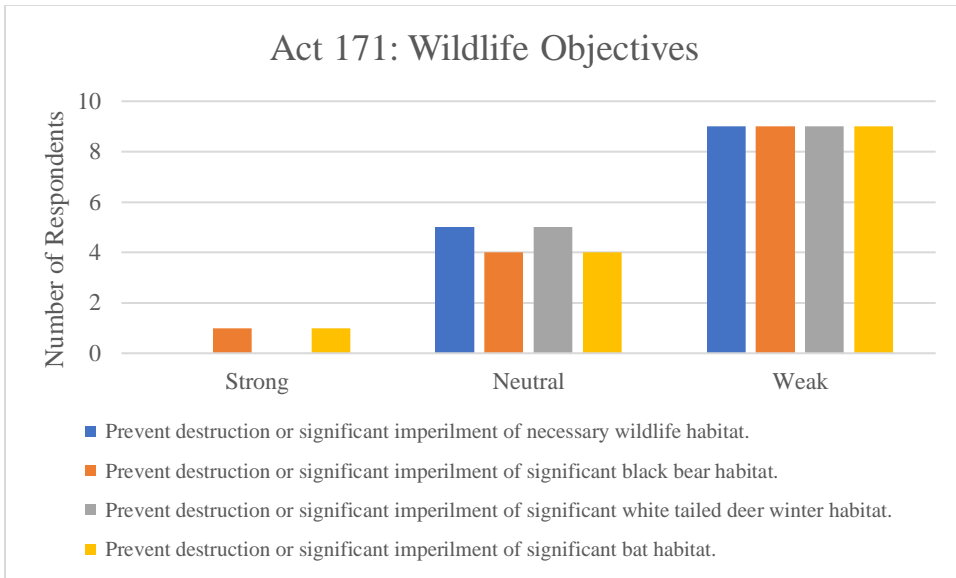 Act 171: Wildlife Objectives
Number of Respondents
10
8
6
4
2
0
Strong Neutral Weak
Prevent destruction or significant imperilment of necessary wildlife habitat.
Prevent destruction or significant imperilment of significant black bear habitat.
Prevent destruction or significant imperilment of significant white tailed deer winter habitat.
Prevent destruction or significant imperilment of significant bat habitat.